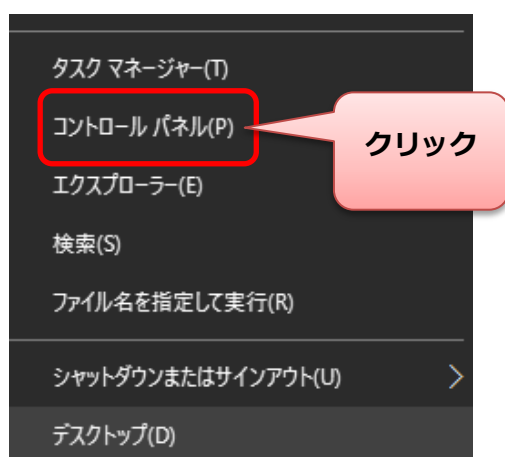 タスク マネージャー(T)
コントロール パネル(P)
クリック
エクスプローラー(E)
検索(S)
ファイル名を指定して実行(R)
シャットダウンまたはサインアウト(U)
デスクトップ(D)